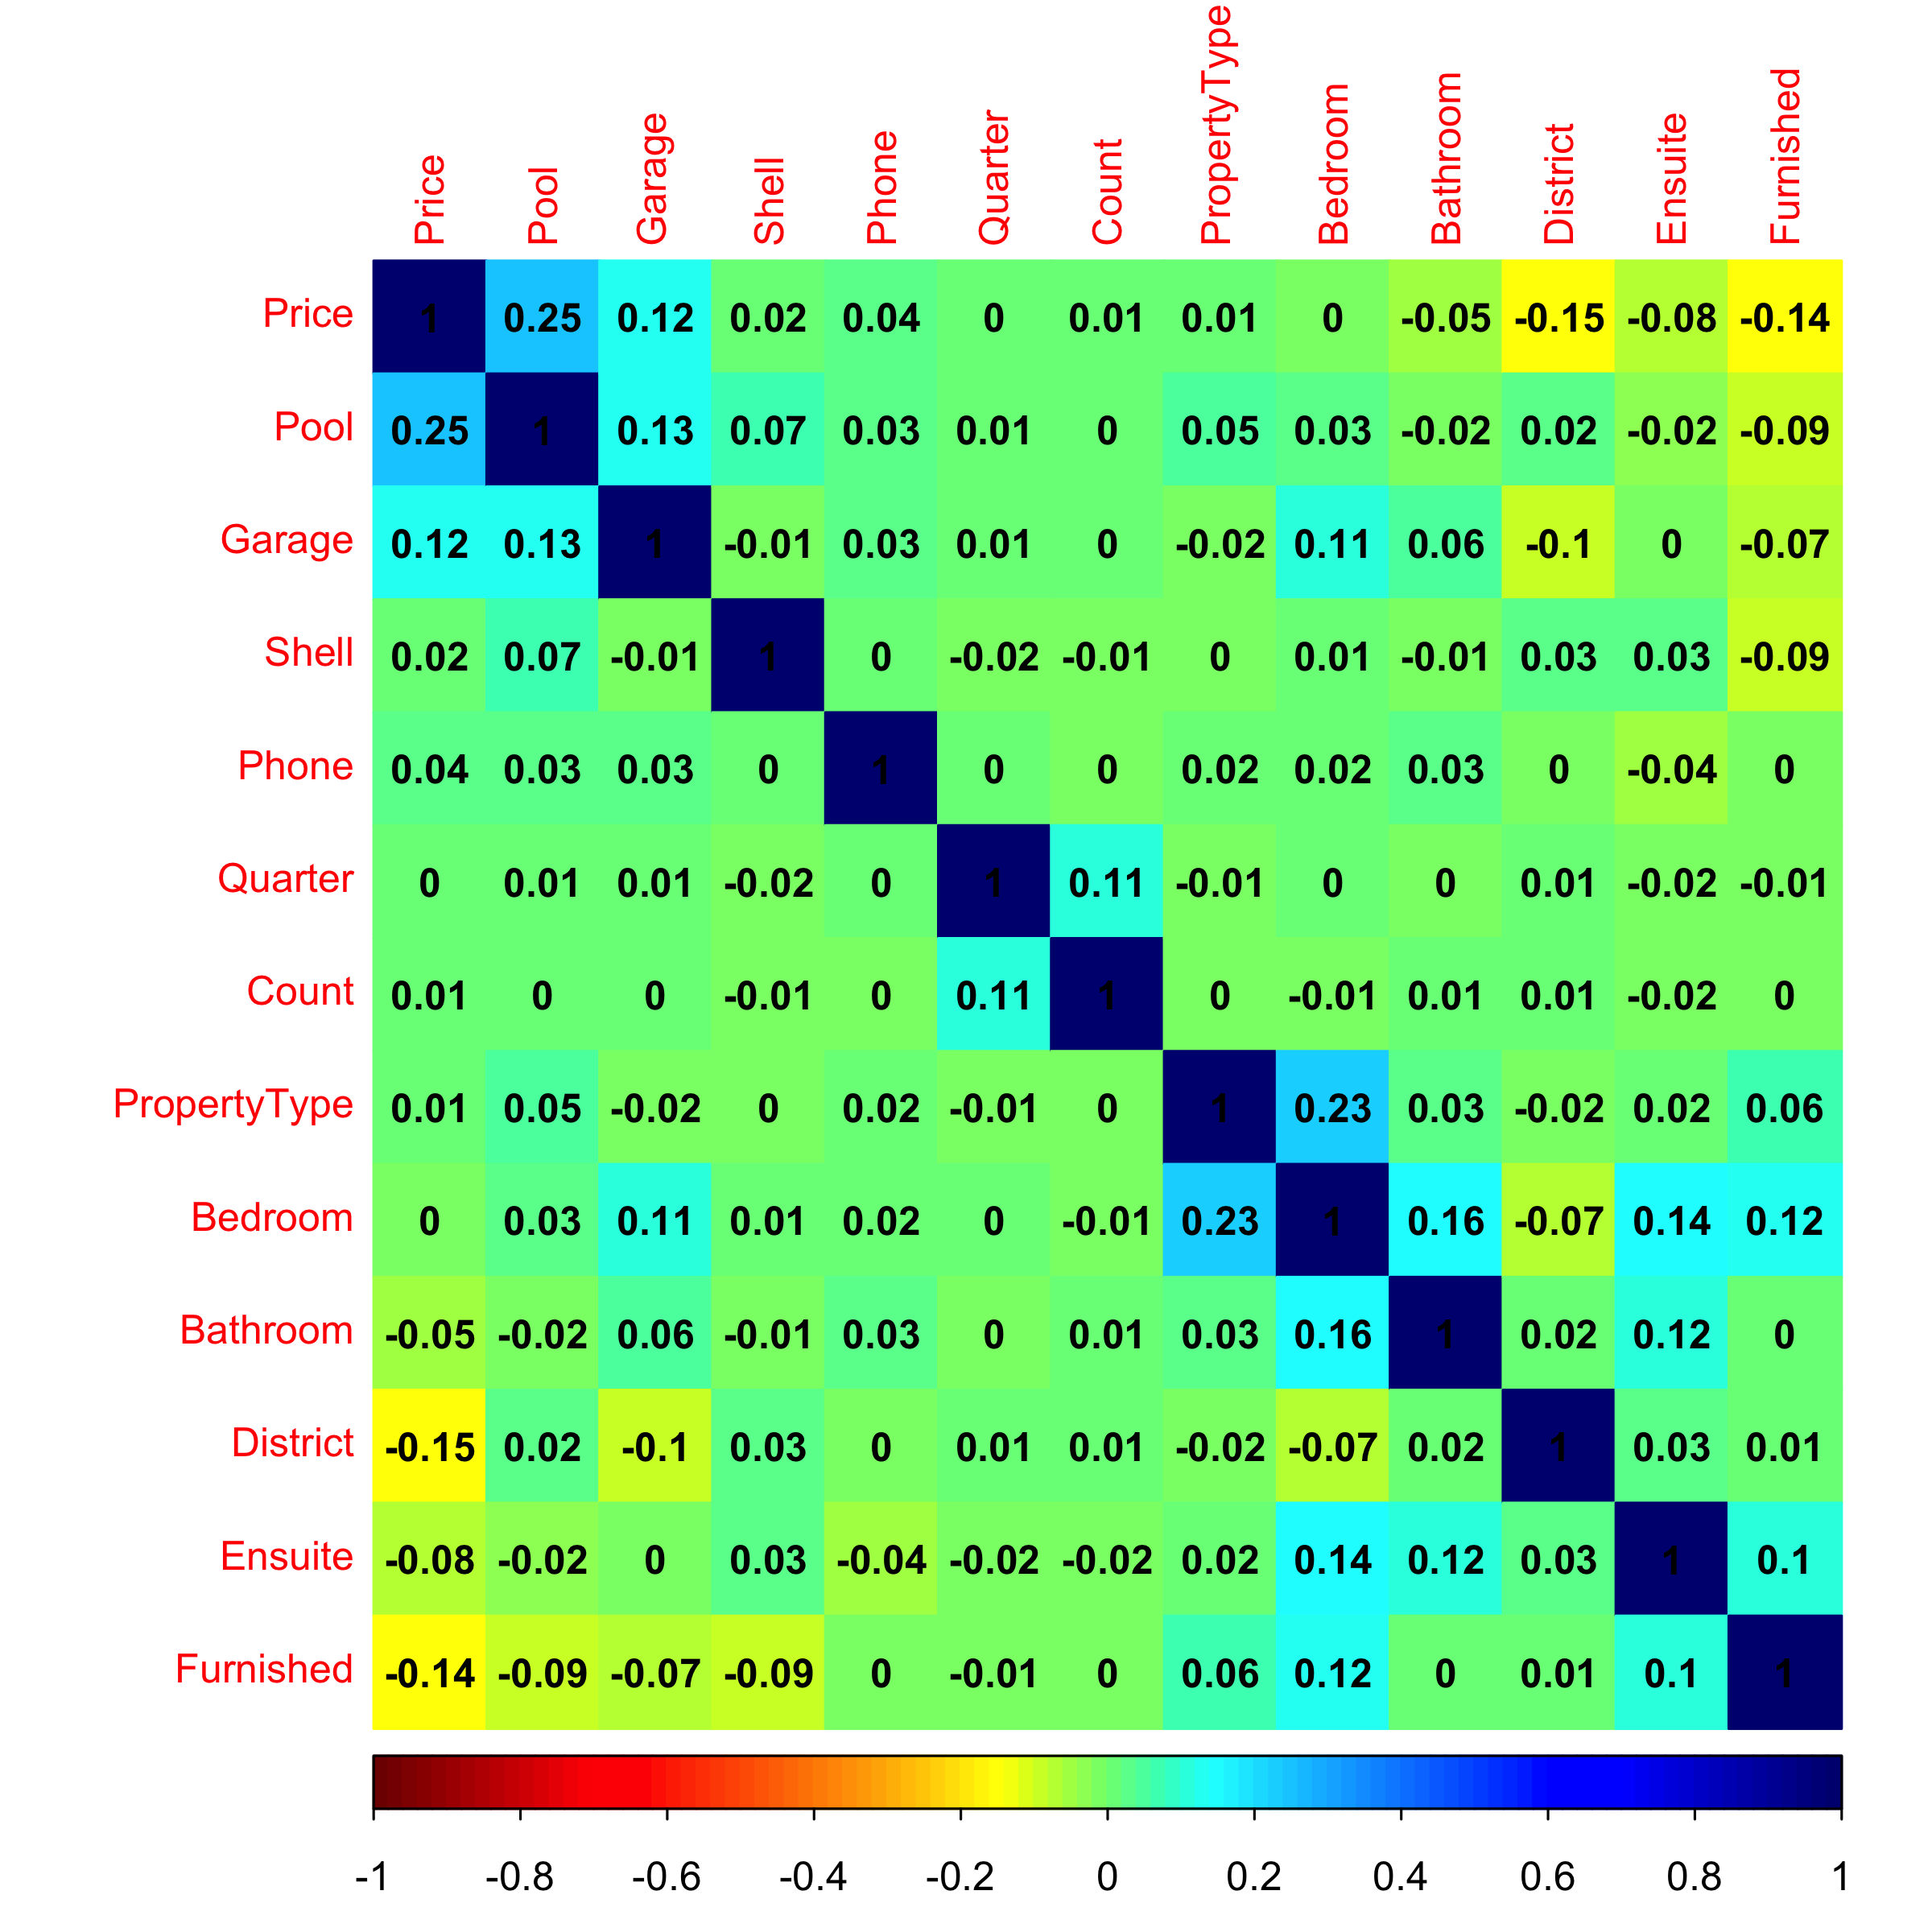 Price Pool Garage Shell Phone Quarter Count PropertyType Bedroom Bathroom District Ensuite Furnished
Price 1 0.25 0.12 0.02 0.04 0 0.01 0.01 0 -0.05 -0.15 -0.08 -0.14
Pool 0.25 1 0.13 0.07 0.03 0.01 0 0.05 0.03 -0.02 0.02 -0.02 -0.09
Garage 0.12 0.13 1 -0.01 0.03 0.01 0 -0.02 0.11 0.06 -0.1 0 -0.07
Shell 0.02 0.07 -0.01 1 0 -0.02 -0.01 0 0.01 -0.01 0.03 0.03 -0.09
Phone 0.04 0.03 0.03 0 1 0 0 0.02 0.02 0.03 0 -0.04 0
Quarter 0 0.01 0.01 -0.02 0 1 0.11 -0.01 0 0 0.01 -0.02 -0.01
Count 0.01 0 0 -0.01 0 0.11 1 0 -0.01 0.01 0.01 -0.02 0
PropertyType 0.01 0.05 -0.02 0 0.02 -0.01 0 1 0.23 0.03 -0.02 0.02 0.06
Bedroom 0 0.03 0.11 0.01 0.02 0 -0.01 0.23 1 0.16 -0.07 0.14 0.12
Bathroom -0.05 -0.02 0.06 -0.01 0.03 0 0.01 0.03 0.16 1 0.02 0.12 0
District -0.15 0.02 -0.1 0.03 0 0.01 0.01 -0.02 -0.07 0.02 1 0.03 0.01
Ensuite -0.08 -0.02 0 0.03 -0.04 -0.02 -0.02 0.02 0.14 0.12 0.03 1 0.1
Furnished -0.14 -0.09 -0.07 -0.09 0 -0.01 0 0.06 0.12 0 0.01 0.1 1
-1 -0.8 -0.6 -0.4 -0.2 0 0.2 0.4 0.6 0.8 1